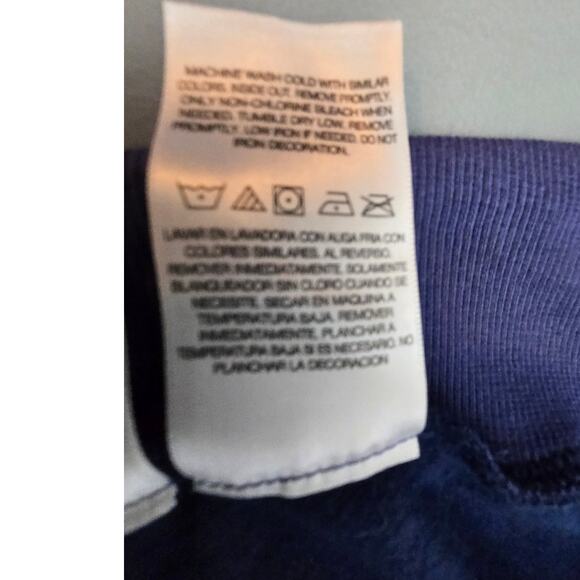 MACHINE WASH COLD WITH SIMILAR
COLORS. INSIDE OUT. REMOVE PROMPTLY.
ONLY NON-CHLORINE BLEACH WHEN
NEEDED. TUMBLE DRY LOW. REMOVE
PROMPTLY. LOW IRON IF NEEDED. DO NOT
IRON DECORATION.
LAVAR EN LAVADORA CON AUGA FRIA CON
COLORES SIMILARES. AL REVERSO.
REMOVER INMEDIATAMENTE. SOLAMENTE
BLANQUEADOR SIN CLORO CUANDO SE
NECESITE. SECAR EN MAQUINA A
TEMPERATURA BAJA. REMOVER
INMEDIATAMENTE. PLANCHAR A
TEMPERATURA BAJA SI ES NECESARIO. NO
PLANCHAR LA DECORACION